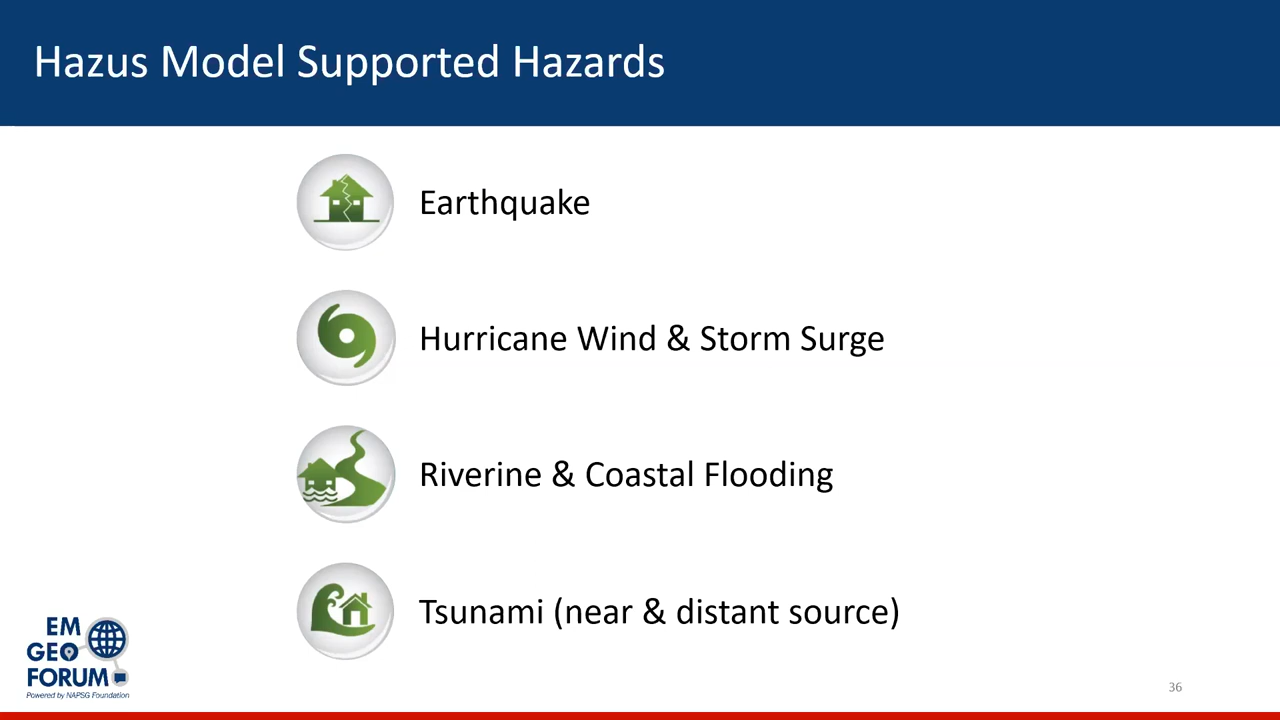 Hazus Model Supported Hazards
Earthquake
Hurricane Wind & Storm Surge
Riverine & Coastal Flooding
Tsunami (near & distant source)
EM
GEO
FORUM
Powered by NAPSG Foundation
36